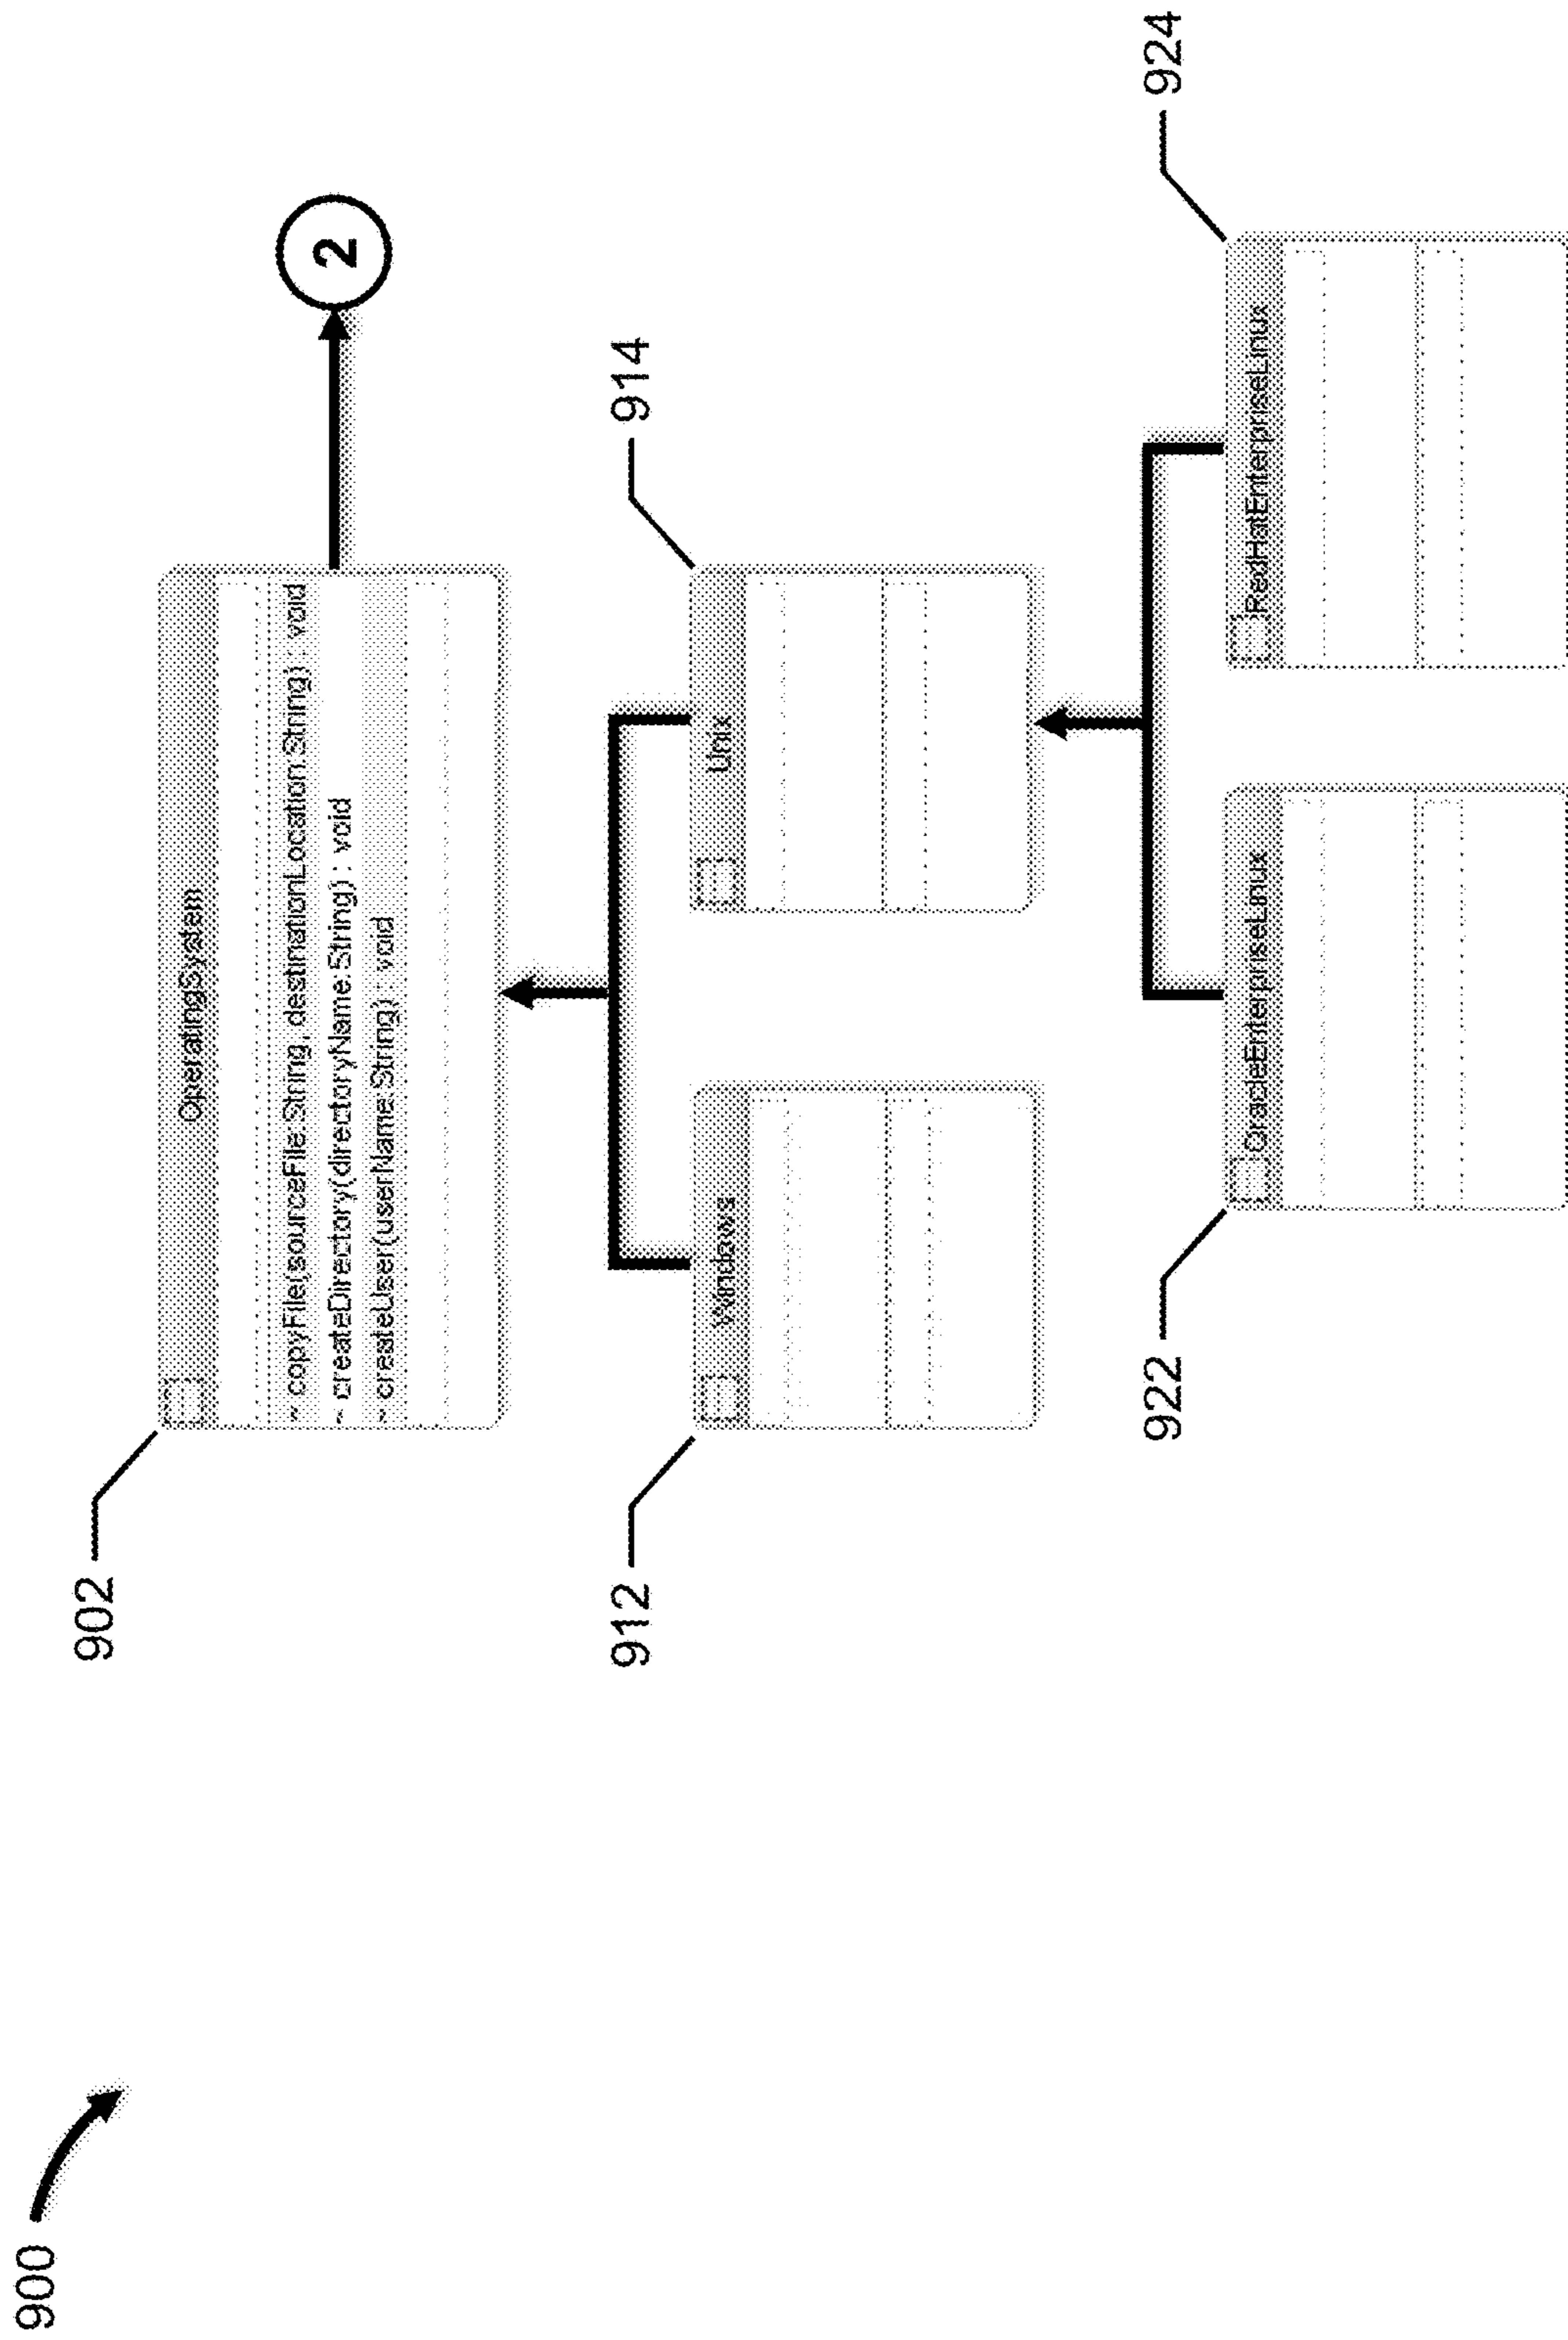 900
902
OperatingSystem
~ copyFile(sourceFile:String, destinationLocation:String) : void
~ createDirectory(directoryName:String) : void
~ createUser(userName:String) : void
2
912
Windows
914
Unix
922
OracleEnterpriseLinux
924
RedHatEnterpriseLinux